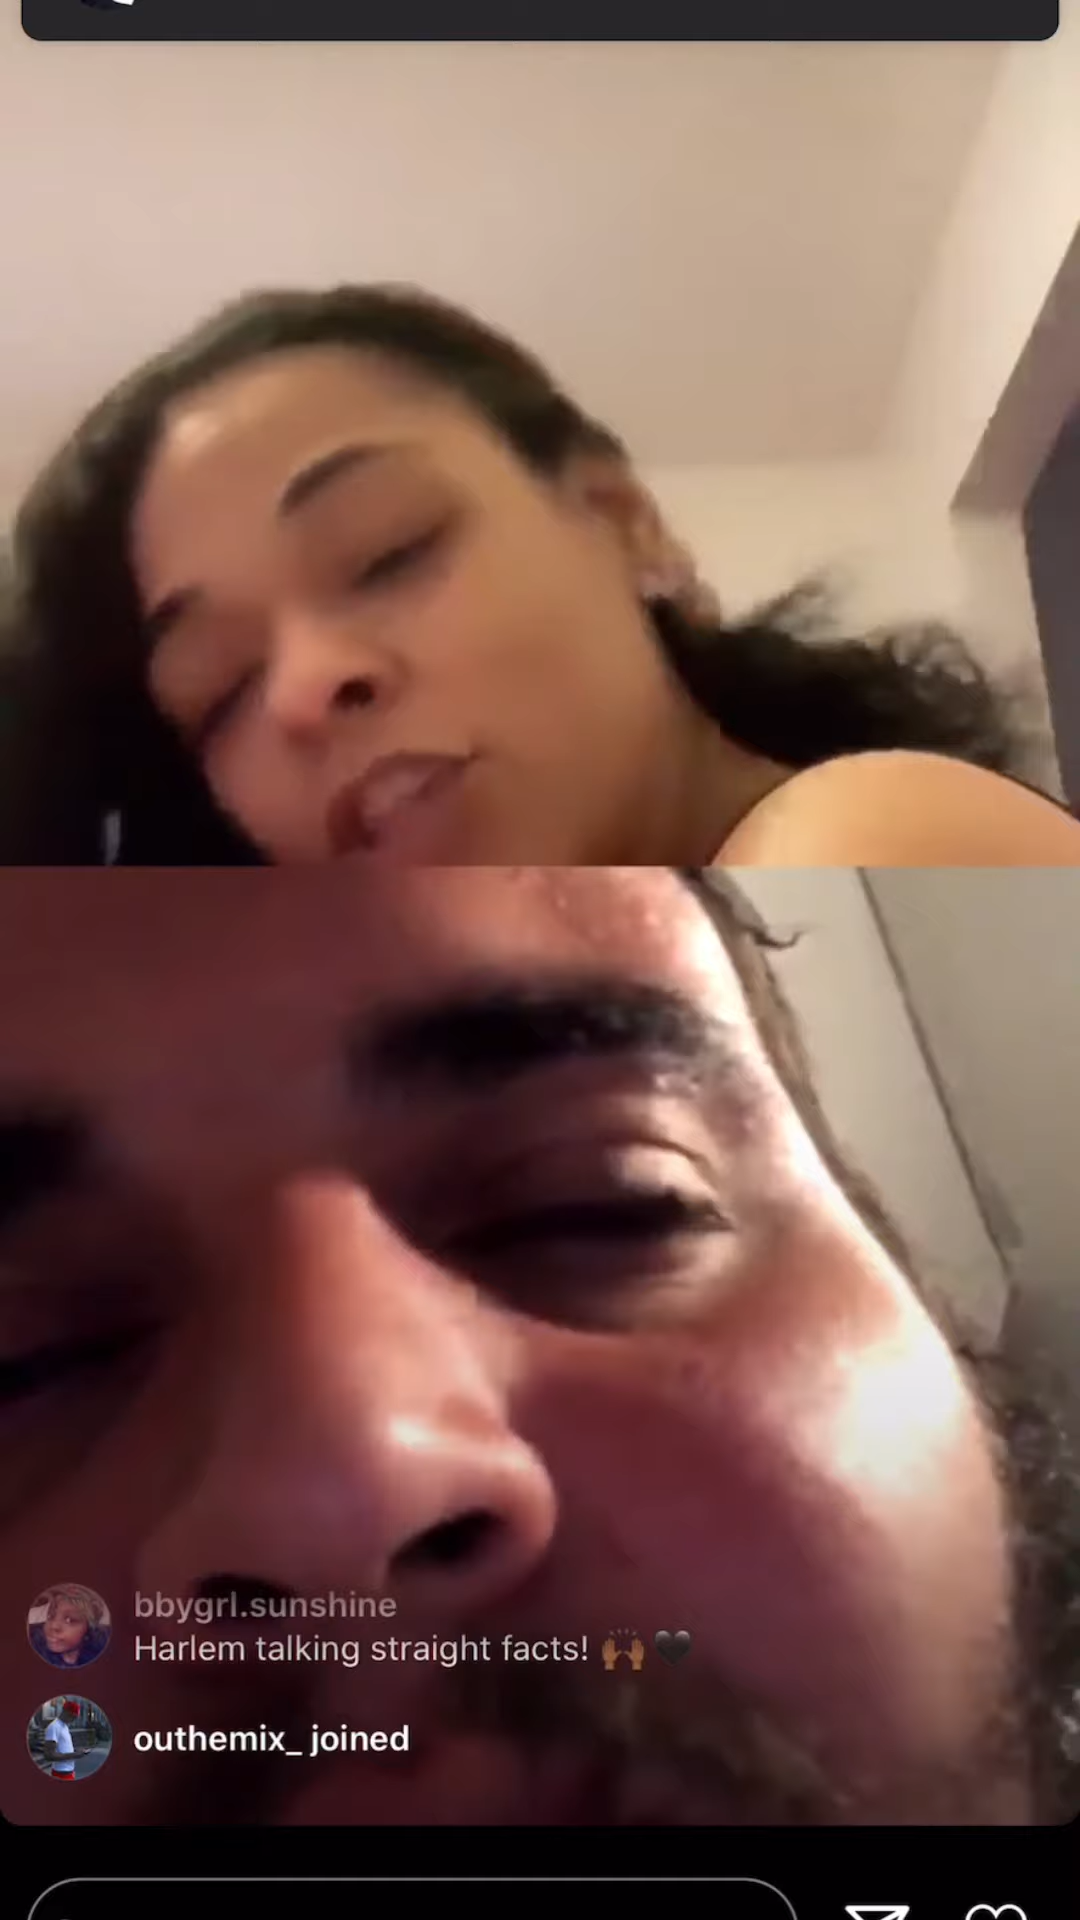 bbygrl.sunshine
Harlem talking straight facts! 🙌🏽 🖤
outhemix_ joined